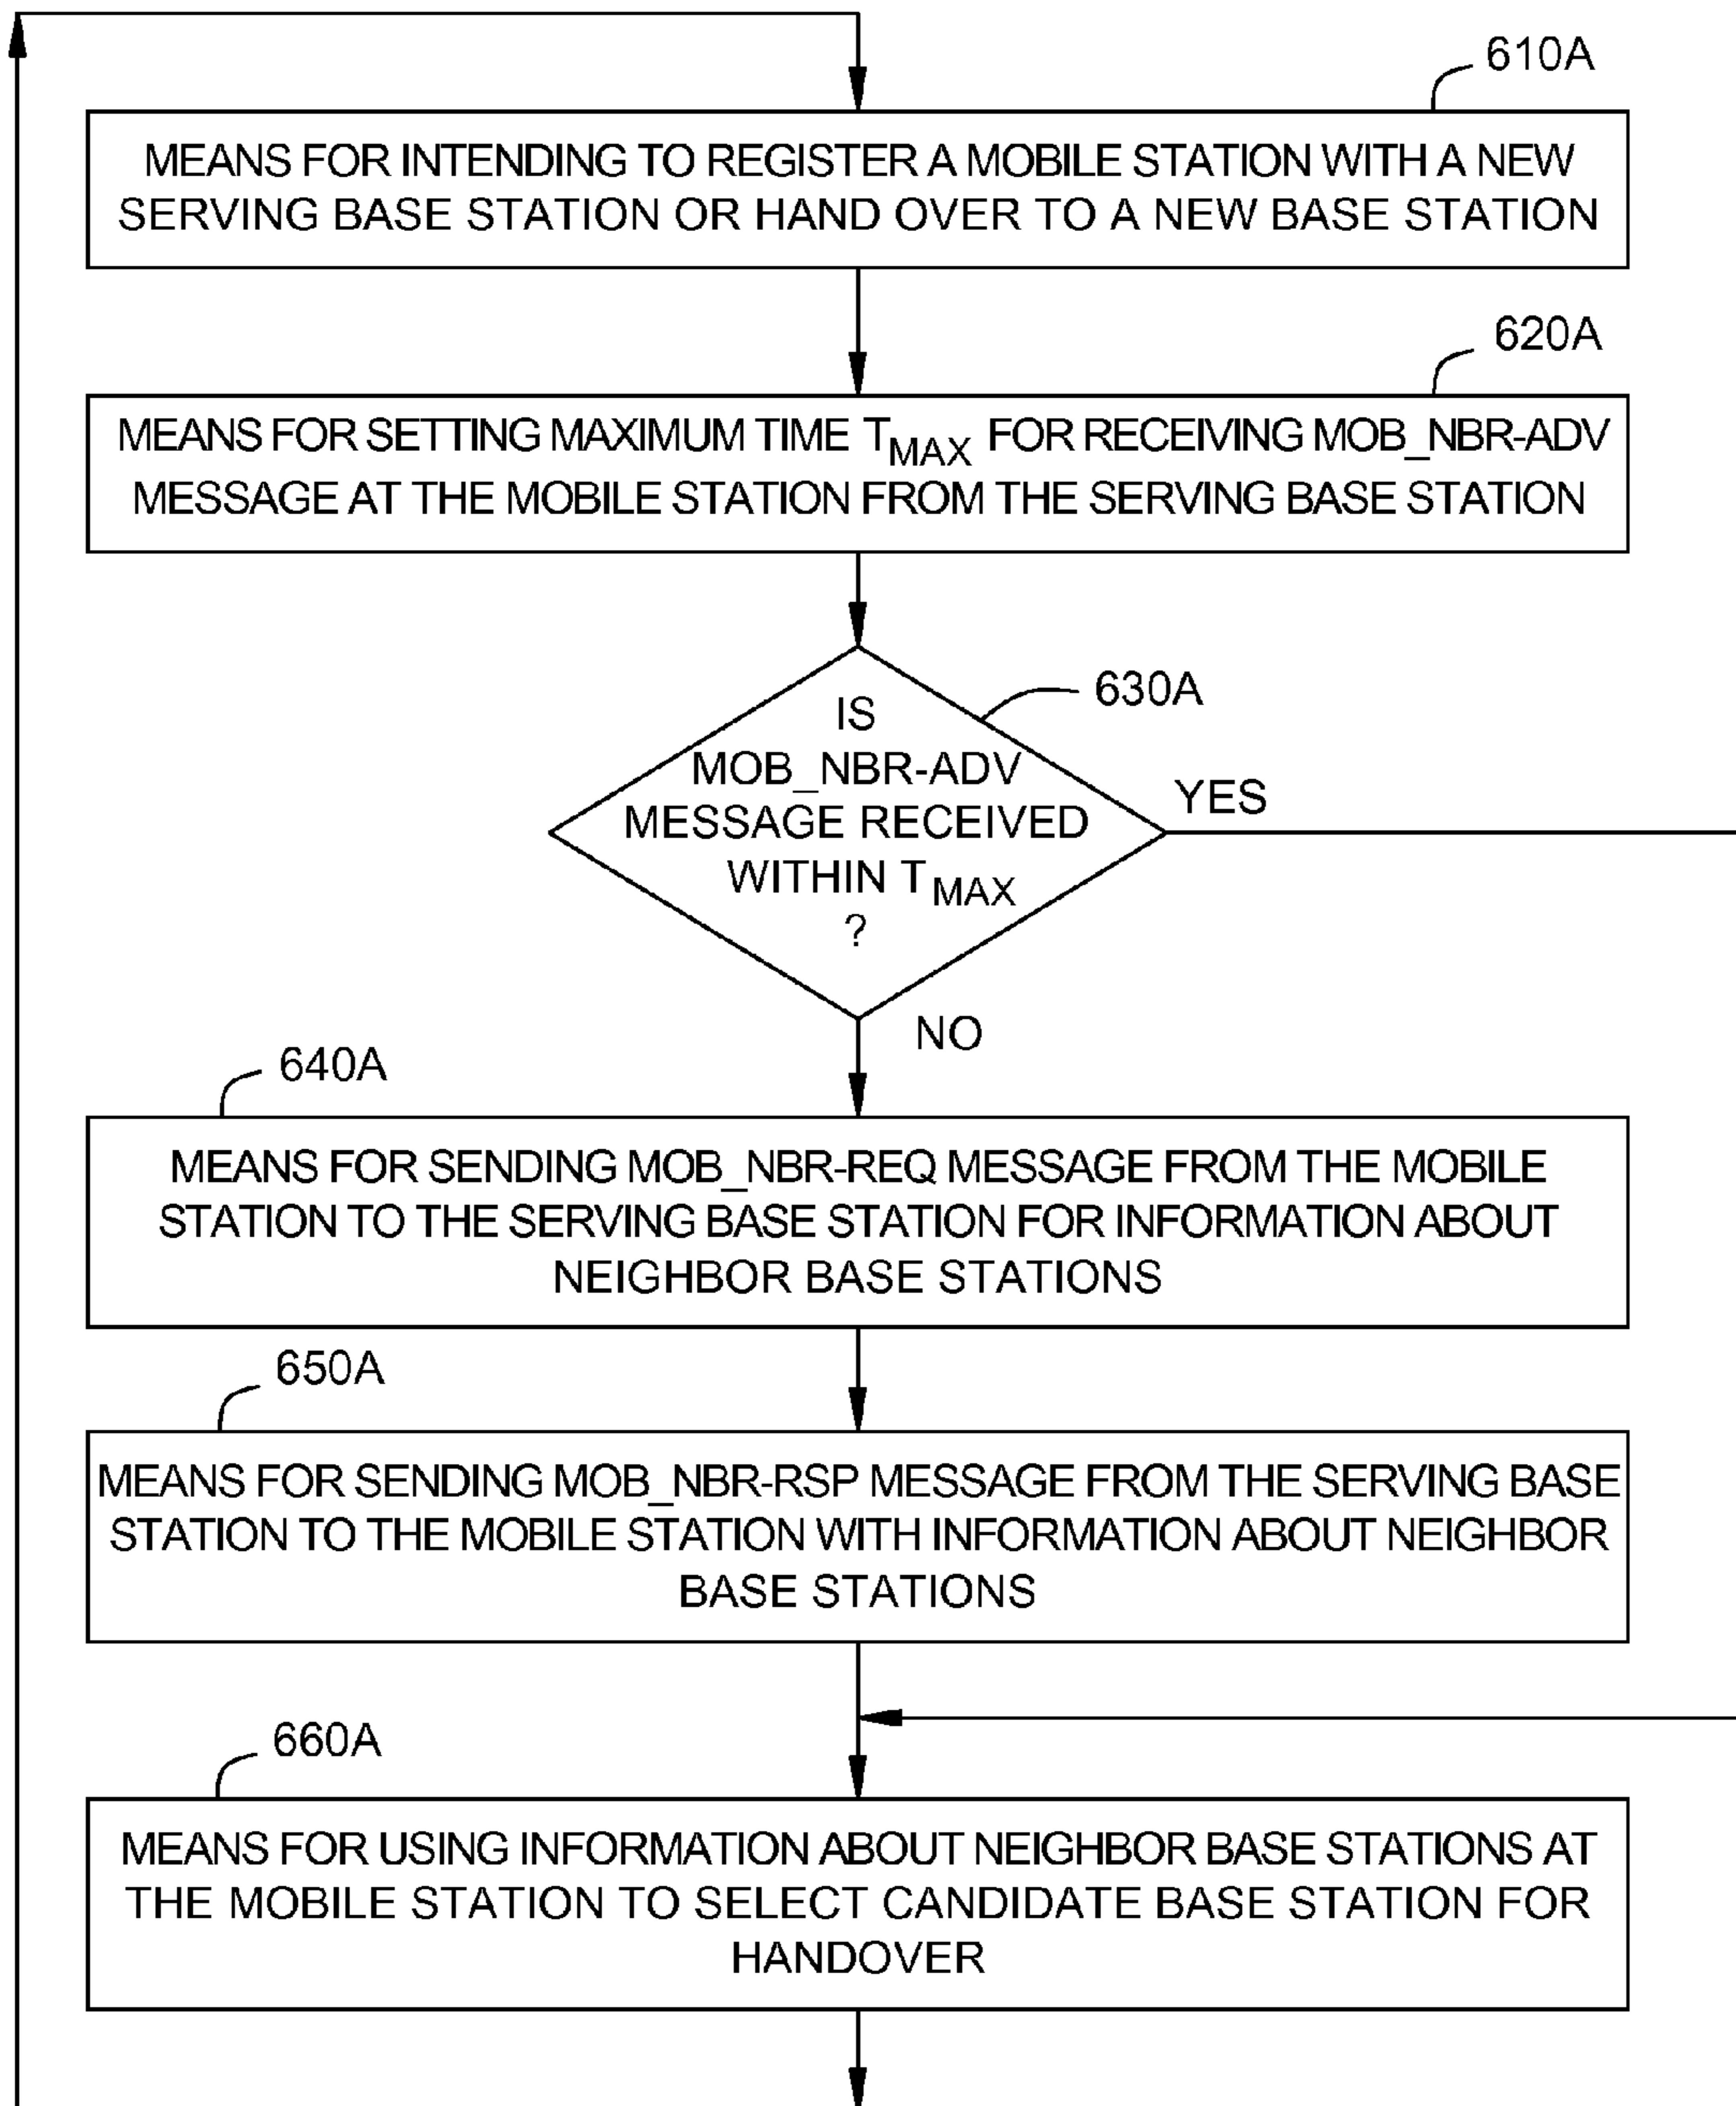 610A
MEANS FOR INTENDING TO REGISTER A MOBILE STATION WITH A NEW
SERVING BASE STATION OR HAND OVER TO A NEW BASE STATION
620A
MEANS FOR SETTING MAXIMUM TIME TMAX FOR RECEIVING MOB_NBR-ADV
MESSAGE AT THE MOBILE STATION FROM THE SERVING BASE STATION
630A
IS
MOB_NBR-ADV
MESSAGE RECEIVED
WITHIN TMAX
?
YES
NO
640A
MEANS FOR SENDING MOB_NBR-REQ MESSAGE FROM THE MOBILE
STATION TO THE SERVING BASE STATION FOR INFORMATION ABOUT
NEIGHBOR BASE STATIONS
650A
MEANS FOR SENDING MOB_NBR-RSP MESSAGE FROM THE SERVING BASE
STATION TO THE MOBILE STATION WITH INFORMATION ABOUT NEIGHBOR
BASE STATIONS
660A
MEANS FOR USING INFORMATION ABOUT NEIGHBOR BASE STATIONS AT
THE MOBILE STATION TO SELECT CANDIDATE BASE STATION FOR
HANDOVER